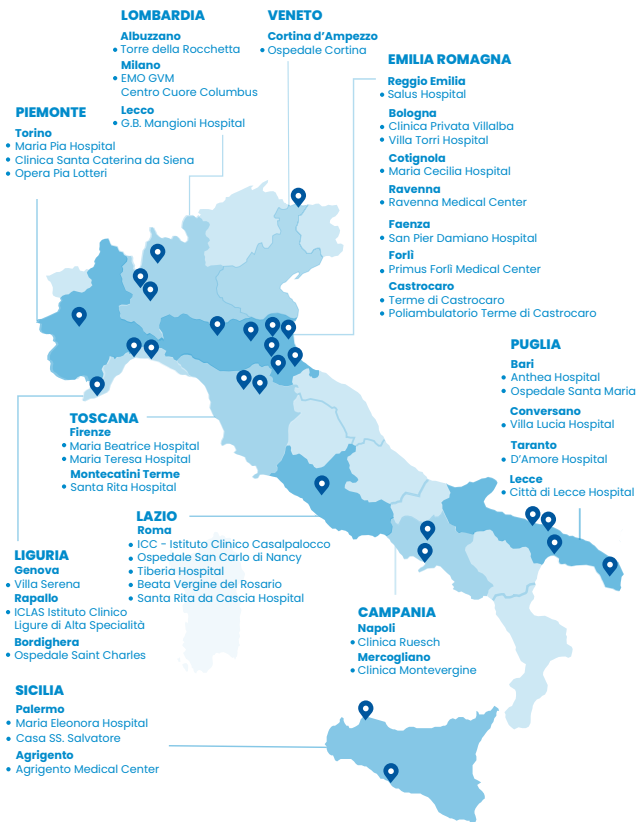 LOMBARDIA
Albuzzano
• Torre della Rocchetta
Milano
• EMO GVM
Centro Cuore Columbus
Lecco
• G.B. Mangioni Hospital
VENETO
Cortina d’Ampezzo
• Ospedale Cortina
EMILIA ROMAGNA
Reggio Emilia
• Salus Hospital
Bologna
• Clinica Privata Villalba
• Villa Torri Hospital
Cotignola
• Maria Cecilia Hospital
Ravenna
• Ravenna Medical Center
Faenza
• San Pier Damiano Hospital
Forlì
• Primus Forlì Medical Center
Castrocaro
• Terme di Castrocaro
• Poliambulatorio Terme di Castrocaro
PIEMONTE
Torino
• Maria Pia Hospital
• Clinica Santa Caterina da Siena
• Opera Pia Lotteri
PUGLIA
Bari
• Anthea Hospital
• Ospedale Santa Maria
Conversano
• Villa Lucia Hospital
Taranto
• D’Amore Hospital
Lecce
• Città di Lecce Hospital
TOSCANA
Firenze
• Maria Beatrice Hospital
• Maria Teresa Hospital
Montecatini Terme
• Santa Rita Hospital
LAZIO
Roma
• ICC - Istituto Clinico Casalpalocco
• Ospedale San Carlo di Nancy
• Tiberia Hospital
• Beata Vergine del Rosario
• Santa Rita da Cascia Hospital
LIGURIA
Genova
• Villa Serena
Rapallo
• ICLAS Istituto Clinico
Ligure di Alta Specialità
Bordighera
• Ospedale Saint Charles
CAMPANIA
Napoli
• Clinica Ruesch
Mercogliano
• Clinica Montevergine
SICILIA
Palermo
• Maria Eleonora Hospital
• Casa SS. Salvatore
Agrigento
• Agrigento Medical Center